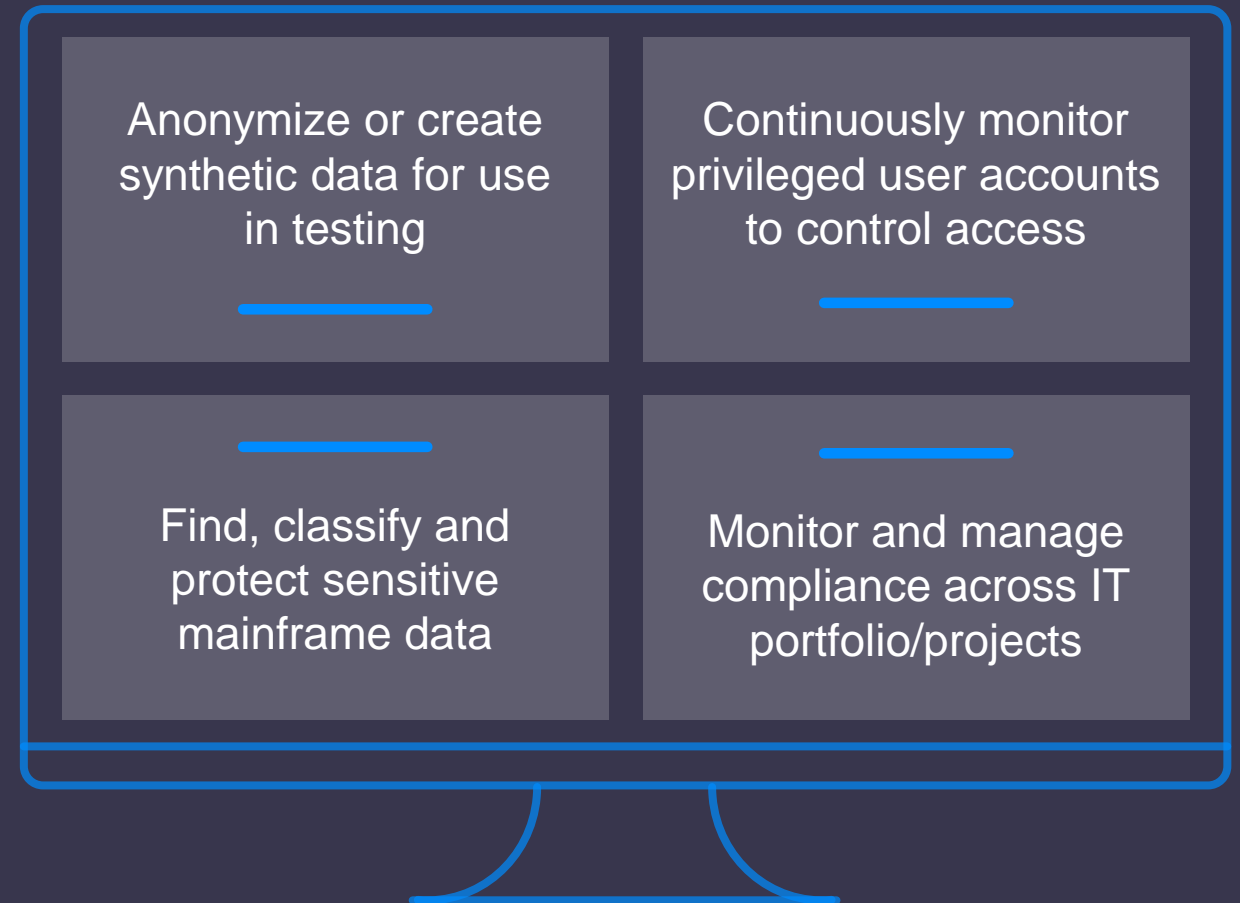 Anonymize or create
synthetic data for use
in testing
Continuously monitor
privileged user accounts
to control access
Find, classify and
protect sensitive
mainframe data
Monitor and manage
compliance across IT
portfolio/projects